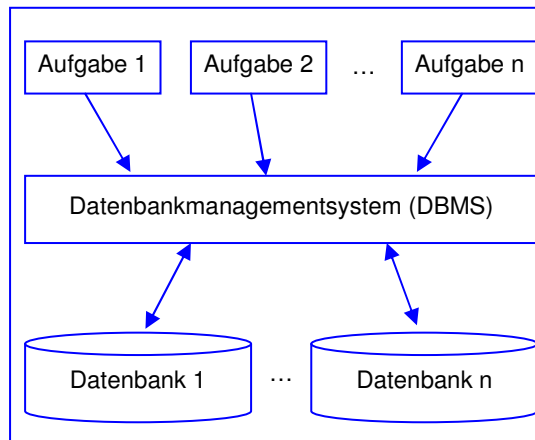 Aufgabe 1 Aufgabe 2 … Aufgabe n
Datenbankmanagementsystem (DBMS)
Datenbank 1 … Datenbank n